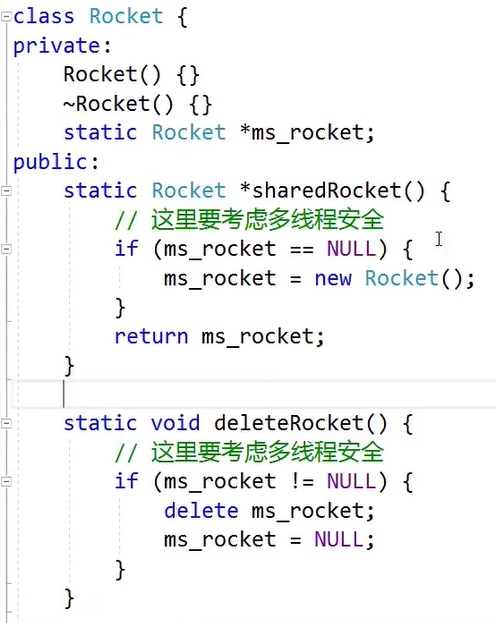 class Rocket {
private:
    Rocket() {}
    ~Rocket() {}
    static Rocket *ms_rocket;
public:
    static Rocket *sharedRocket() {
        // 这里要考虑多线程安全
        if (ms_rocket == NULL) {
            ms_rocket = new Rocket();
        }
        return ms_rocket;
    }
    static void deleteRocket() {
        // 这里要考虑多线程安全
        if (ms_rocket != NULL) {
            delete ms_rocket;
            ms_rocket = NULL;
        }
    }